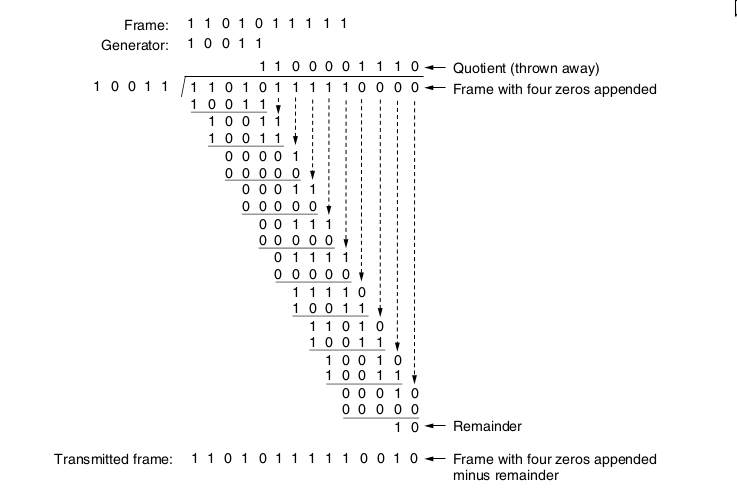 Frame: 1 1 0 1 0 1 1 1 1 1
Generator: 1 0 0 1 1
1 1 0 0 0 0 1 1 1 0 Quotient (thrown away)
1 0 0 1 1 1 1 0 1 0 1 1 1 1 1 0 0 0 0 Frame with four zeros appended
1 0 0 1 1
1 0 0 1 1
1 0 0 1 1
0 0 0 0 1
0 0 0 0 0
0 0 0 1 1
0 0 0 0 0
0 0 1 1 1
0 0 0 0 0
0 1 1 1 1
0 0 0 0 0
1 1 1 1 0
1 0 0 1 1
1 1 0 1 0
1 0 0 1 1
1 0 0 1 0
1 0 0 1 1
0 0 0 1 0
0 0 0 0 0
1 0 Remainder
Transmitted frame: 1 1 0 1 0 1 1 1 1 1 0 0 1 0 Frame with four zeros appended
minus remainder